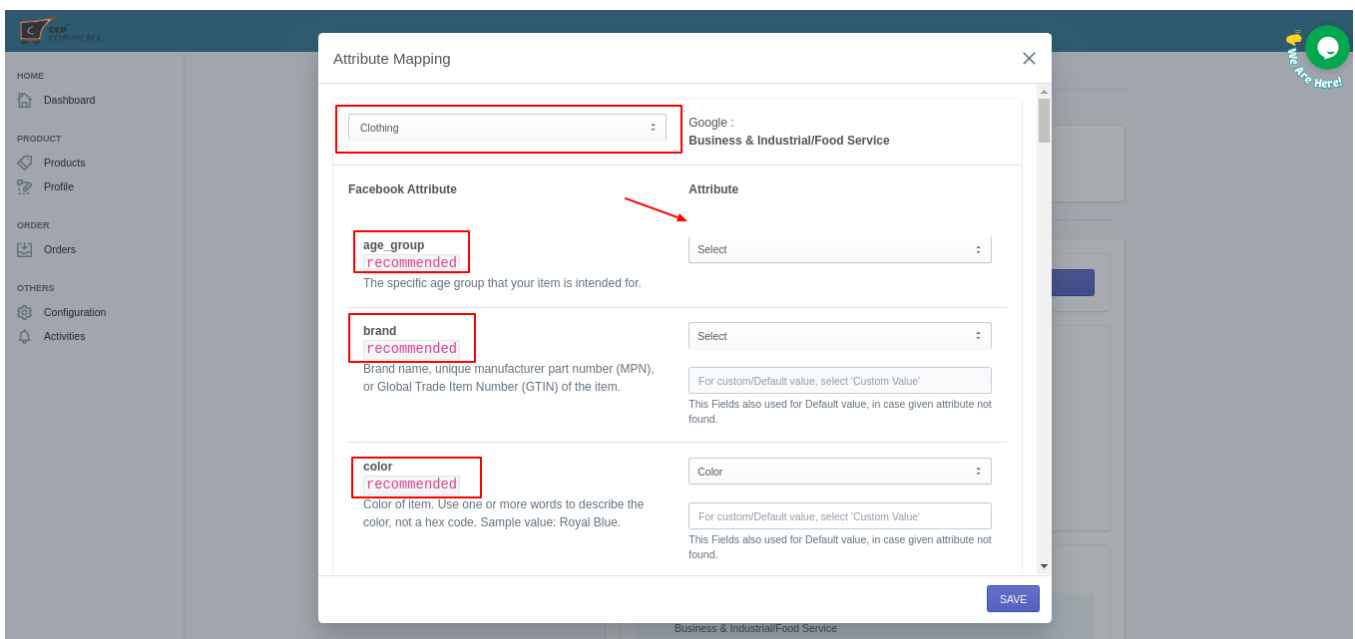 CED
COMMERCE
HOME
Dashboard
PRODUCT
Products
Profile
ORDER
Orders
OTHERS
Configuration
Activities
Attribute Mapping
Clothing
Google :
Business & Industrial/Food Service
Facebook Attribute
Attribute
age_group
recommended
The specific age group that your item is intended for.
Select
brand
recommended
Brand name, unique manufacturer part number (MPN),
or Global Trade Item Number (GTIN) of the item.
Select
For custom/Default value, select 'Custom Value'
This Fields also used for Default value, in case given attribute not
found.
color
recommended
Color of item. Use one or more words to describe the
color, not a hex code. Sample value: Royal Blue.
Color
For custom/Default value, select 'Custom Value'
This Fields also used for Default value, in case given attribute not
found.
SAVE
Business & Industrial/Food Service
We Are Here!